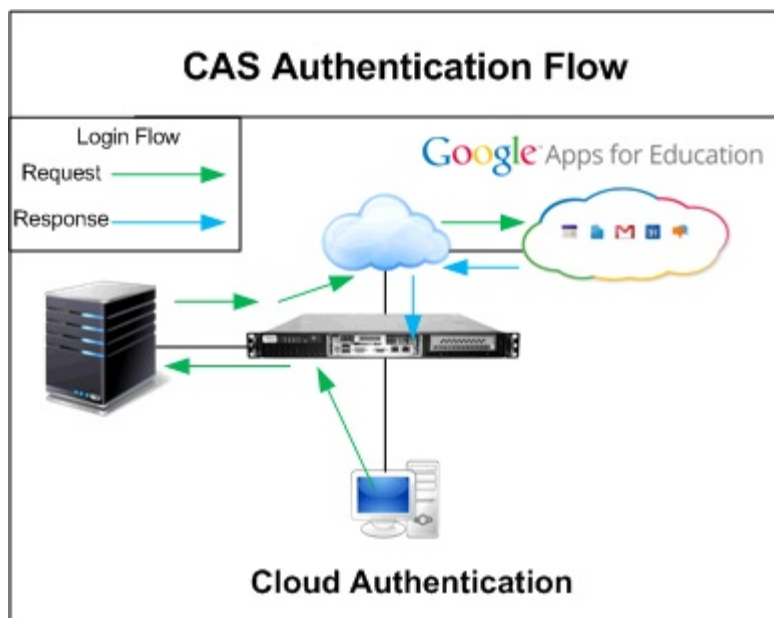 CAS Authentication Flow
Login Flow
Request
Response
Google Apps for Education
Cloud Authentication